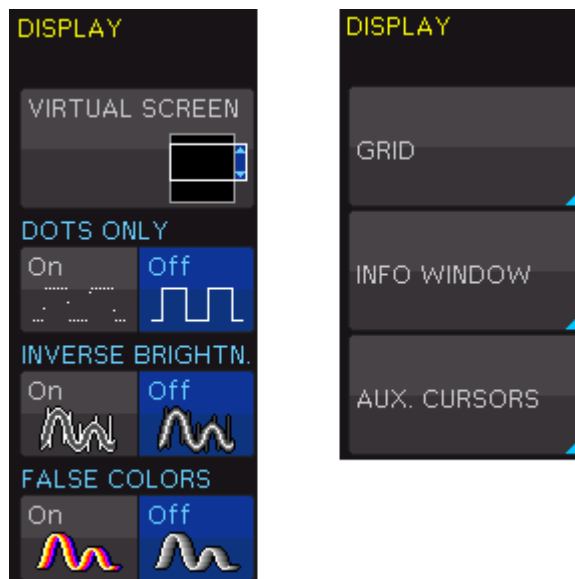 DISPLAY
VIRTUAL SCREEN
DOTS ONLY
On Off
INVERSE BRIGHTN.
On Off
FALSE COLORS
On Off
DISPLAY
GRID
INFO WINDOW
AUX. CURSORS